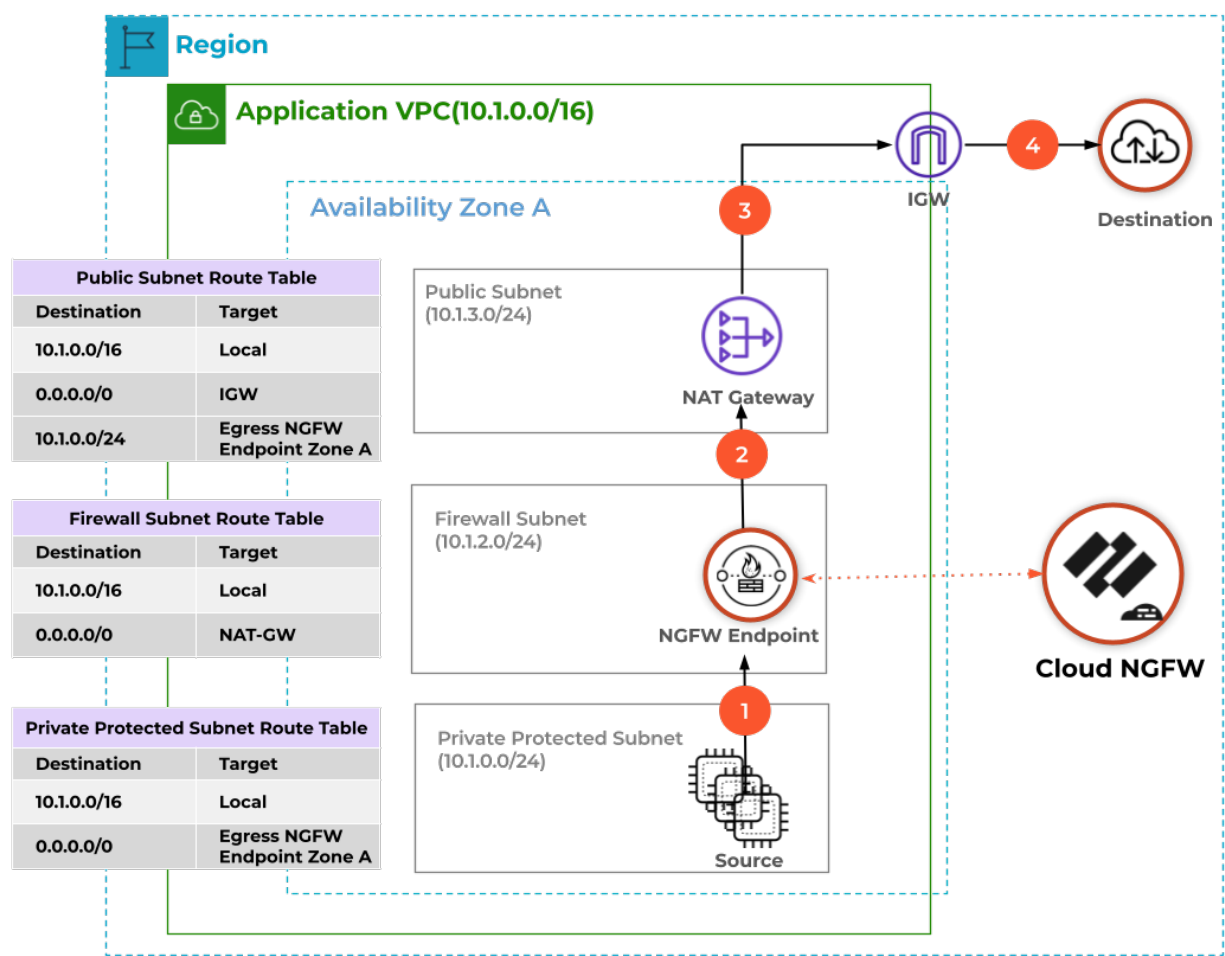 Region
Application VPC(10.1.0.0/16)
4
IGW
Destination
Availability Zone A
3
Public Subnet Route Table
Destination Target
10.1.0.0/16 Local
0.0.0.0/0 IGW
10.1.0.0/24 Egress NGFW
Endpoint Zone A
Public Subnet
(10.1.3.0/24)
NAT Gateway
2
Firewall Subnet Route Table
Destination Target
10.1.0.0/16 Local
0.0.0.0/0 NAT-GW
Firewall Subnet
(10.1.2.0/24)
NGFW Endpoint
Cloud NGFW
1
Private Protected Subnet Route Table
Destination Target
10.1.0.0/16 Local
0.0.0.0/0 Egress NGFW
Endpoint Zone A
Private Protected Subnet
(10.1.0.0/24)
Source